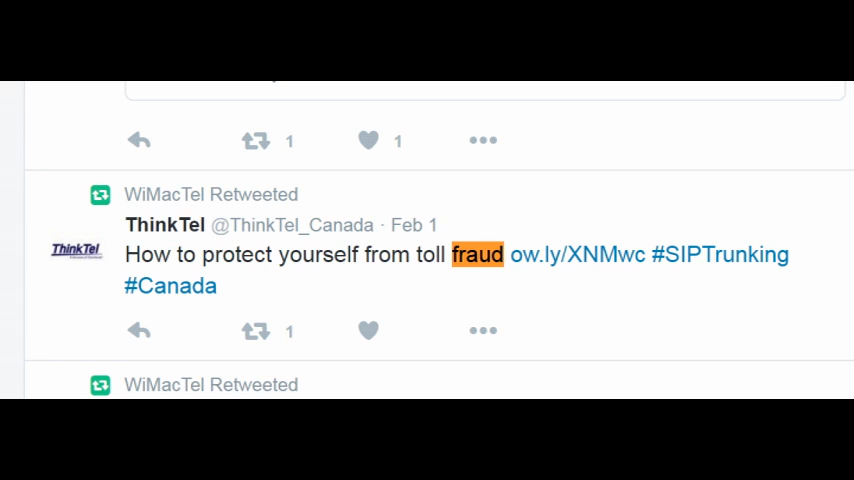 1 1
WiMacTel Retweeted
ThinkTel @ThinkTel_Canada · Feb 1
ThinkTel
How to protect yourself from toll fraud ow.ly/XNMwc #SIPTrunking
#Canada
1
WiMacTel Retweeted